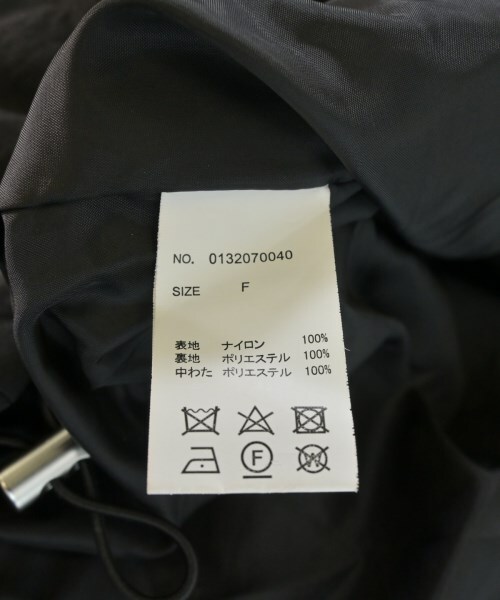 NO. 0132070040
SIZE F
表地 ナイロン 100%
裏地 ポリエステル 100%
中わた ポリエステル 100%
F
W